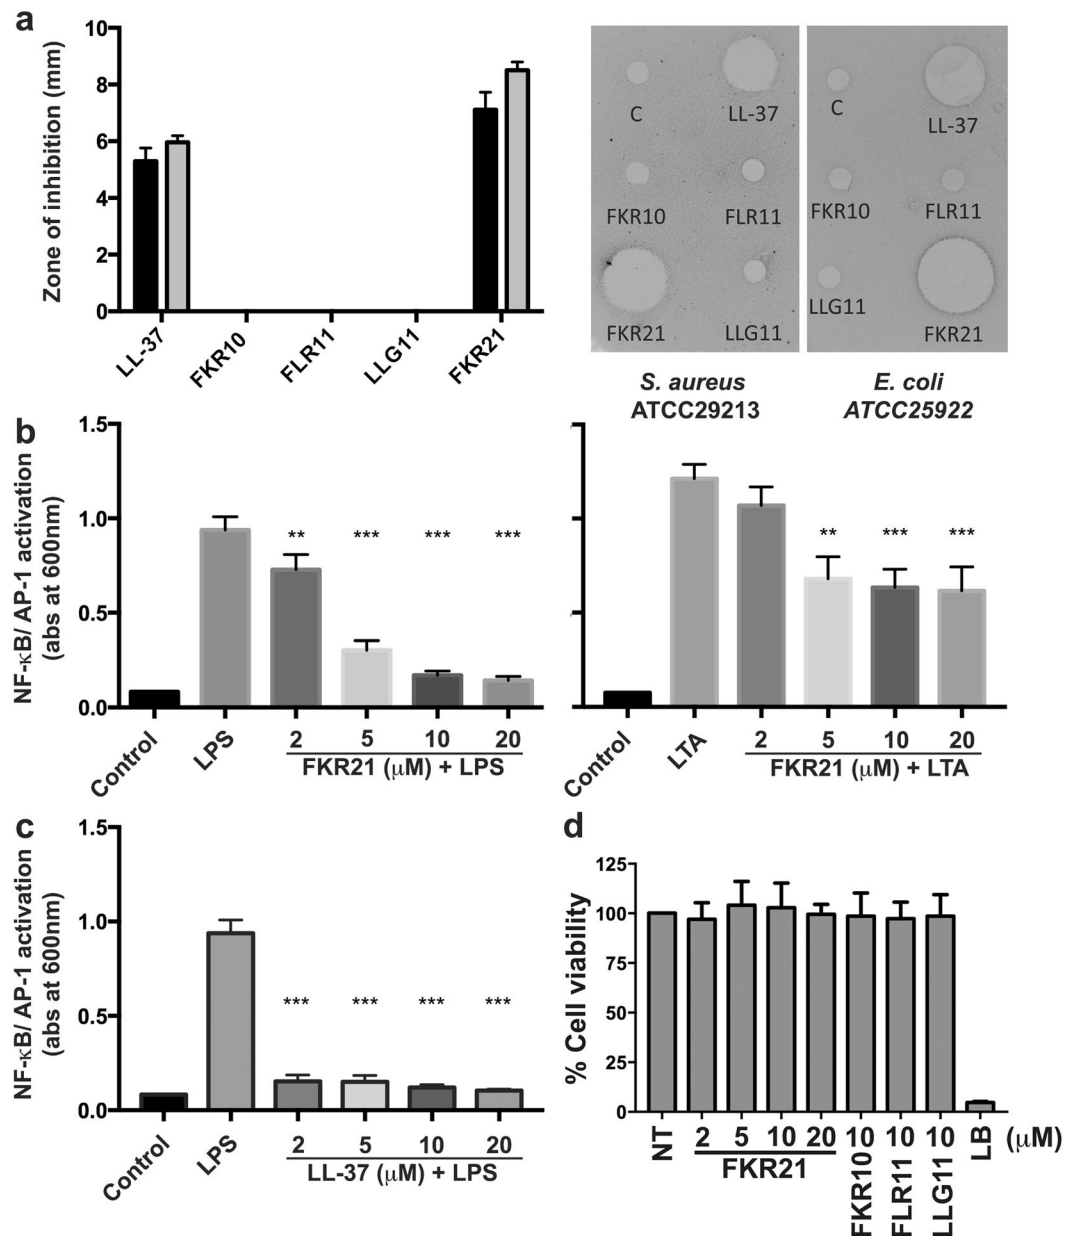 a
Zone of inhibition (mm)
10
8
6
4
2
0
LL-37
FKR10
FLR11
LLG11
FKR21
C
LL-37
FKR10
FLR11
FKR21
LLG11
S. aureus
ATCC29213
C
LL-37
FKR10
FLR11
LLG11
FKR21
E. coli
ATCC25922
b
NF-κB/ AP-1 activation
(abs at 600nm)
1.5
1.0
0.5
0.0
** *** *** ***
Control
LPS
2 5 10 20
FKR21 (μM) + LPS
** *** ***
Control
LTA
2 5 10 20
FKR21 (μM) + LTA
c
NF-κB/ AP-1 activation
(abs at 600nm)
1.5
1.0
0.5
0.0
*** *** *** ***
Control
LPS
2 5 10 20
LL-37 (μM) + LPS
d
% Cell viability
125
100
75
50
25
0
NT
2 5 10 20 10 10 10
LB
(μM)
FKR21
FKR10
FLR11
LLG11